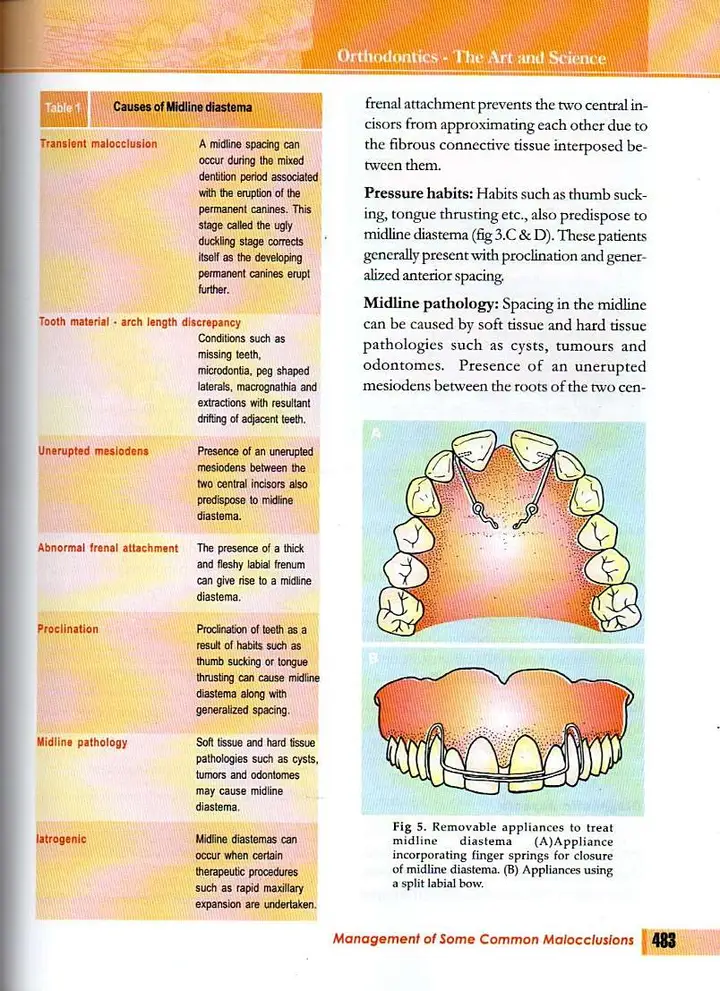 Orthodontics - The Art and Science
Table 1
Causes of Midline diastema
Transient malocclusion
A midline spacing can
occur during the mixed
dentition period associated
with the eruption of the
permanent canines. This
stage called the ugly
duckling stage corrects
itself as the developing
permanent canines erupt
further.
Tooth material - arch length discrepancy
Conditions such as
missing teeth,
microdontia, peg shaped
laterals, macrognathia and
extractions with resultant
drifting of adjacent teeth.
Unerupted mesiodens
Presence of an unerupted
mesiodens between the
two central incisors also
predispose to midline
diastema.
Abnormal frenal attachment
The presence of a thick
and fleshy labial frenum
can give rise to a midline
diastema.
Proclination
Proclination of teeth as a
result of habits such as
thumb sucking or tongue
thrusting can cause midline
diastema along with
generalized spacing.
Midline pathology
Soft tissue and hard tissue
pathologies such as cysts,
tumors and odontomes
may cause midline
diastema.
Iatrogenic
Midline diastemas can
occur when certain
therapeutic procedures
such as rapid maxillary
expansion are undertaken.
frenal attachment prevents the two central in-
cisors from approximating each other due to
the fibrous connective tissue interposed be-
tween them.
Pressure habits: Habits such as thumb suck-
ing, tongue thrusting etc., also predispose to
midline diastema (fig 3.C & D). These patients
generally present with proclination and gener-
alized anterior spacing.
Midline pathology: Spacing in the midline
can be caused by soft tissue and hard tissue
pathologies such as cysts, tumours and
odontomes. Presence of an unerupted
mesiodens between the roots of the two cen-
A
B
Fig 5. Removable appliances to treat
midline diastema (A)Appliance
incorporating finger springs for closure
of midline diastema. (B) Appliances using
a split labial bow.
Management of Some Common Malocclusions 483